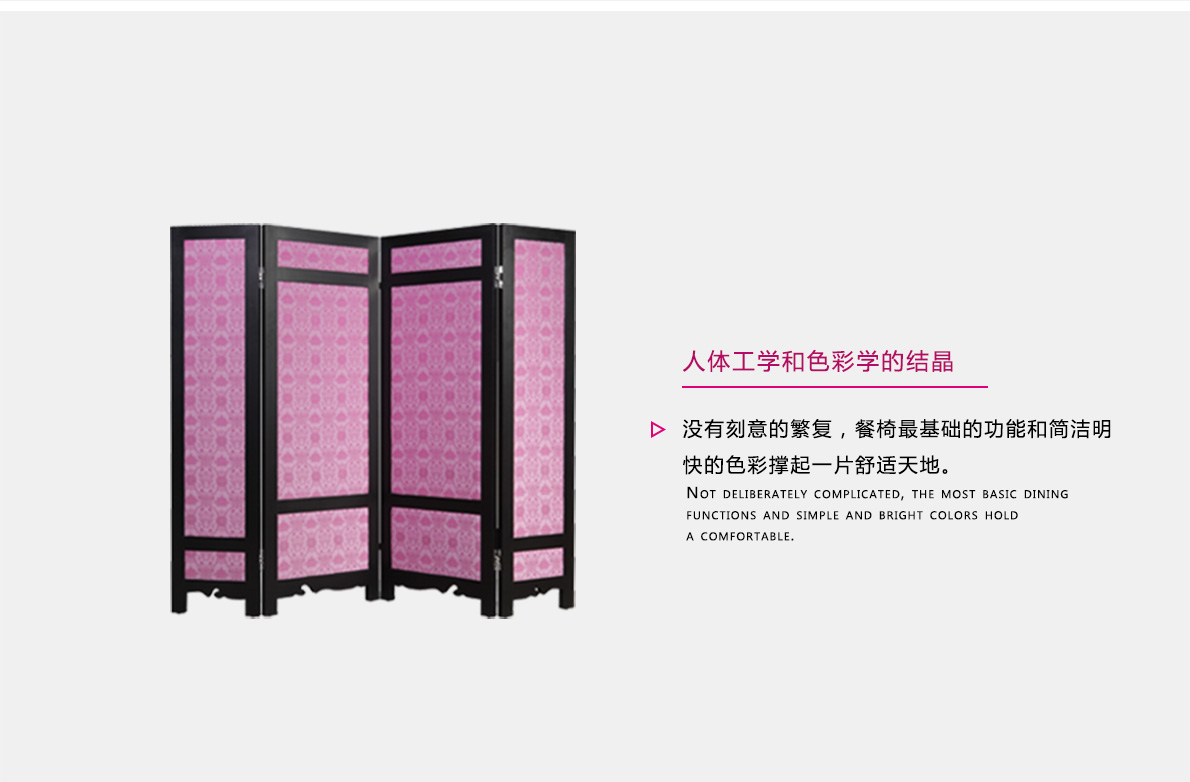 人体工学和色彩学的结晶
没有刻意的繁复，餐椅最基础的功能和简洁明
快的色彩撑起一片舒适天地。
Not deliberately complicated, the most basic dining
functions and simple and bright colors hold
a comfortable.